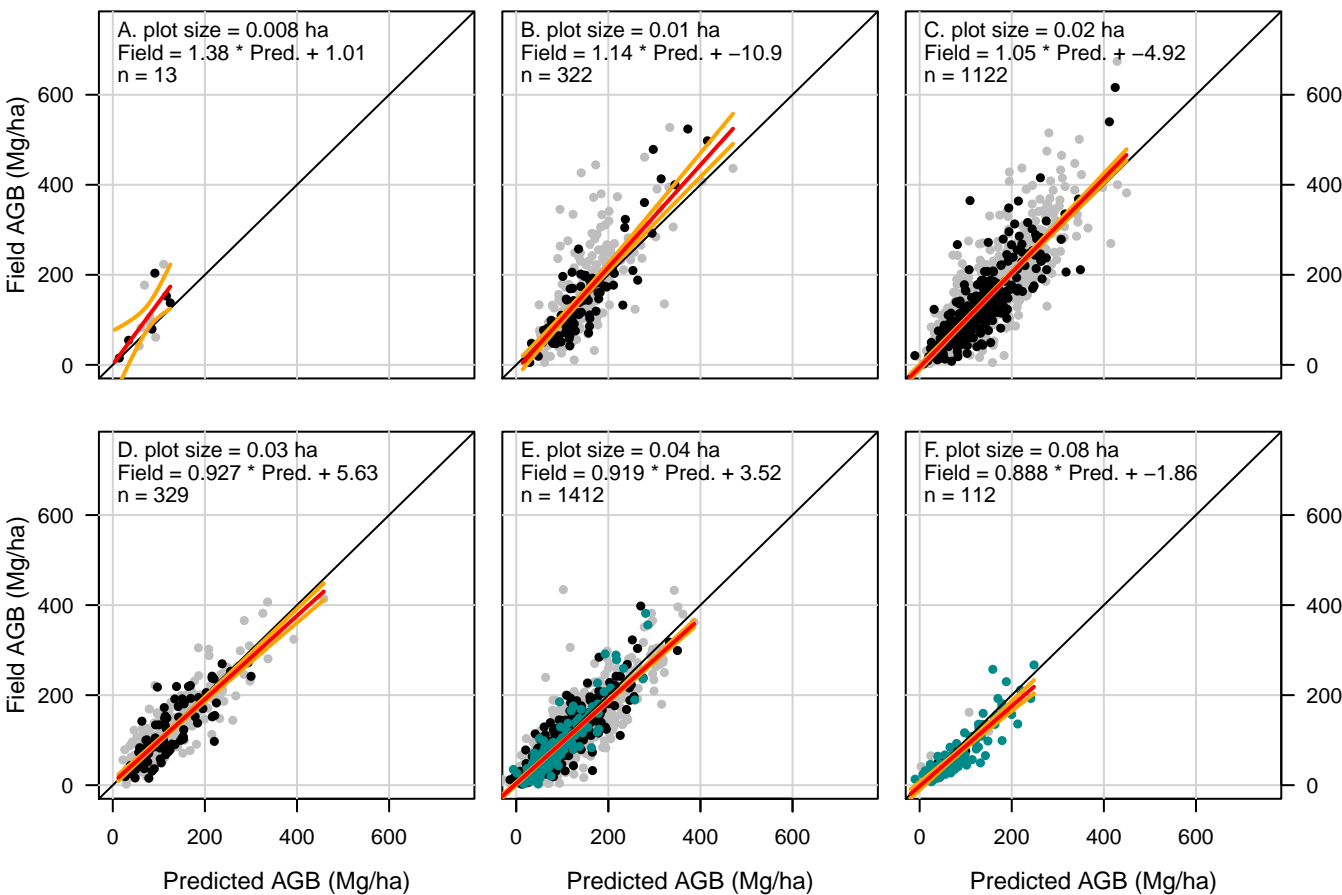 A. plot size = 0.008 ha
Field = 1.38 * Pred. + 1.01
n = 13
B. plot size = 0.01 ha
Field = 1.14 * Pred. + −10.9
n = 322
C. plot size = 0.02 ha
Field = 1.05 * Pred. + −4.92
n = 1122
Field AGB (Mg/ha)
600
400
200
0
600
400
200
0
D. plot size = 0.03 ha
Field = 0.927 * Pred. + 5.63
n = 329
E. plot size = 0.04 ha
Field = 0.919 * Pred. + 3.52
n = 1412
F. plot size = 0.08 ha
Field = 0.888 * Pred. + −1.86
n = 112
Field AGB (Mg/ha)
600
400
200
0
600
400
200
0
0 200 400 600
0 200 400 600
0 200 400 600
Predicted AGB (Mg/ha)
Predicted AGB (Mg/ha)
Predicted AGB (Mg/ha)